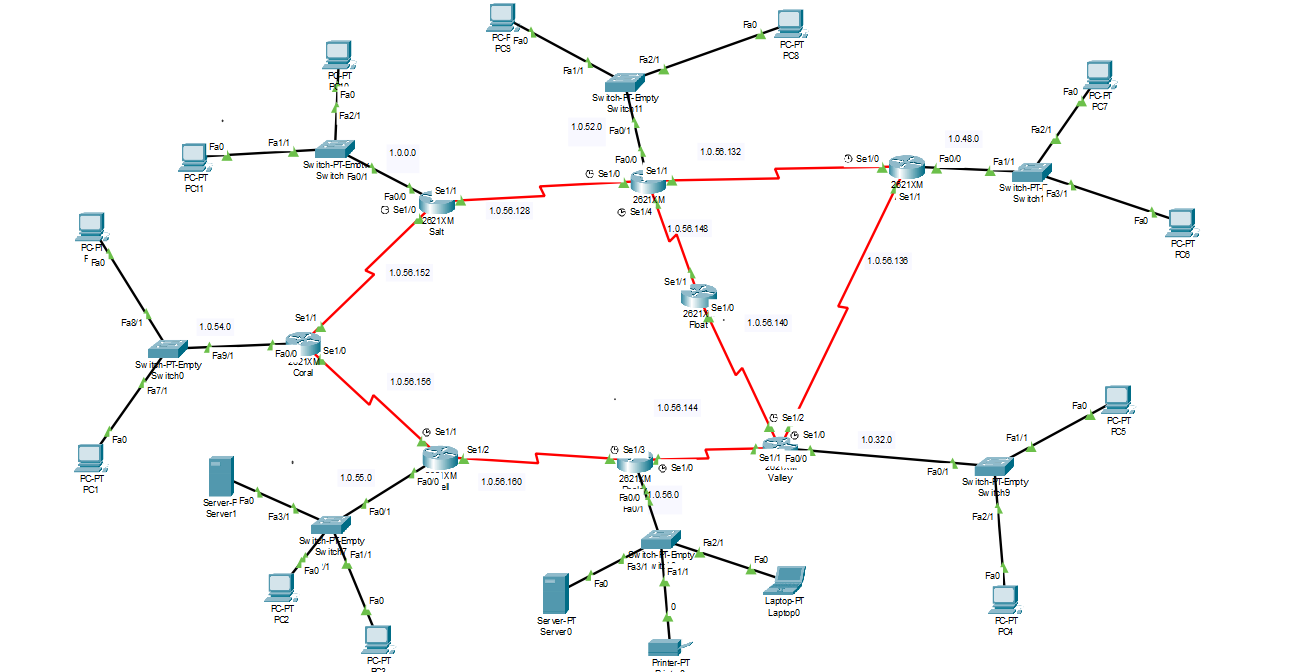 PC-PT
Fa0
Fa2/1
Fa0
PC-PT
PC11
Fa1/1
Switch-PT-Empty
Switch
Fa0/1
1.0.0.0
Fa0/0
Se1/1
Se1/0
2621XM
Salt
1.0.56.128
Fa0
PC9
Fa1/1
Fa2/1
Fa0
PC-PT
PC8
Switch-PT-Empty
Switch11
1.0.52.0
Fa0/1
Fa0/0
Se1/0
Se1/1
2621XM
Se1/4
1.0.56.132
1.0.56.148
Se1/0
Fa0/0
2621XM
Se1/1
1.0.48.0
Fa1/1
Fa2/1
Fa0
PC-PT
PC7
Switch1
Fa3/1
Fa0
PC-PT
PC6
1.0.56.136
Se1/1
Se1/0
Float
1.0.56.140
PC-PT
Fa0
Fa8/1
1.0.54.0
Switch-PT-Empty
Switch0
Fa9/1
Fa7/1
Fa0
PC-PT
PC1
1.0.56.152
Se1/1
Fa0/0
Se1/0
2621XM
Coral
1.0.56.156
Se1/1
Se1/2
Fa0/0
1.0.56.160
1.0.55.0
Server1
Fa0
Fa3/1
Fa0/1
Switch-PT-Empty
Switch7
Fa1/1
Fa0
PC-PT
PC2
Fa0
PC-PT
PC3
1.0.56.144
Se1/3
Se1/0
2621XM
Fa0/0
Fa0/1
1.0.56.0
Switch-PT-Empty
Fa3/1
Fa1/1
Fa2/1
Fa0
Server-PT
Server0
0
Printer-PT
Fa0
Laptop-PT
Laptop0
Se1/2
Se1/0
Se1/1
Fa0/0
2621XM
Valley
1.0.32.0
Fa0/1
Fa1/1
Fa0
PC-PT
PC5
Switch-PT-Empty
Switch9
Fa2/1
Fa0
PC-PT
PC4